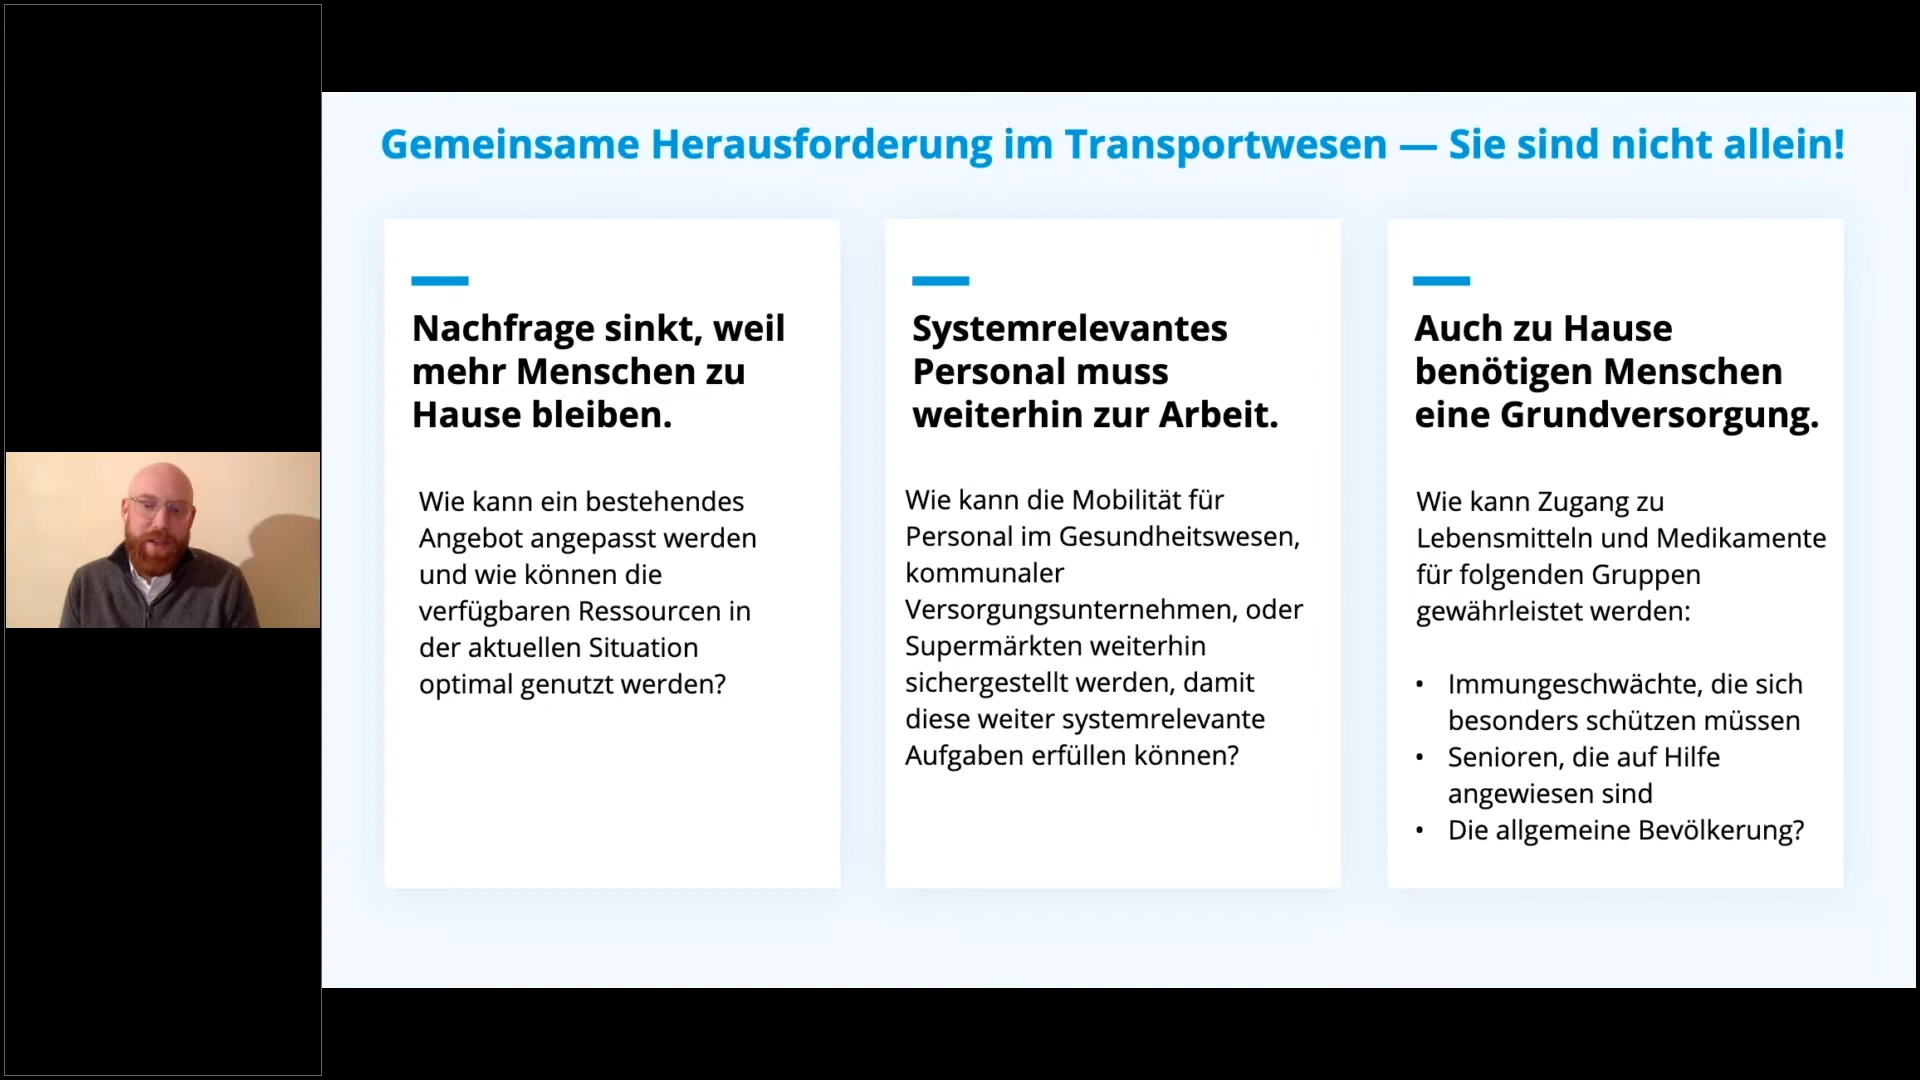 Gemeinsame Herausforderung im Transportwesen — Sie sind nicht allein!
Nachfrage sinkt, weil
mehr Menschen zu
Hause bleiben.
Wie kann ein bestehendes
Angebot angepasst werden
und wie können die
verfügbaren Ressourcen in
der aktuellen Situation
optimal genutzt werden?
Systemrelevantes
Personal muss
weiterhin zur Arbeit.
Wie kann die Mobilität für
Personal im Gesundheitswesen,
kommunaler
Versorgungsunternehmen, oder
Supermärkten weiterhin
sichergestellt werden, damit
diese weiter systemrelevante
Aufgaben erfüllen können?
Auch zu Hause
benötigen Menschen
eine Grundversorgung.
Wie kann Zugang zu
Lebensmitteln und Medikamente
für folgenden Gruppen
gewährleistet werden:
• Immungeschwächte, die sich
besonders schützen müssen
• Senioren, die auf Hilfe
angewiesen sind
• Die allgemeine Bevölkerung?